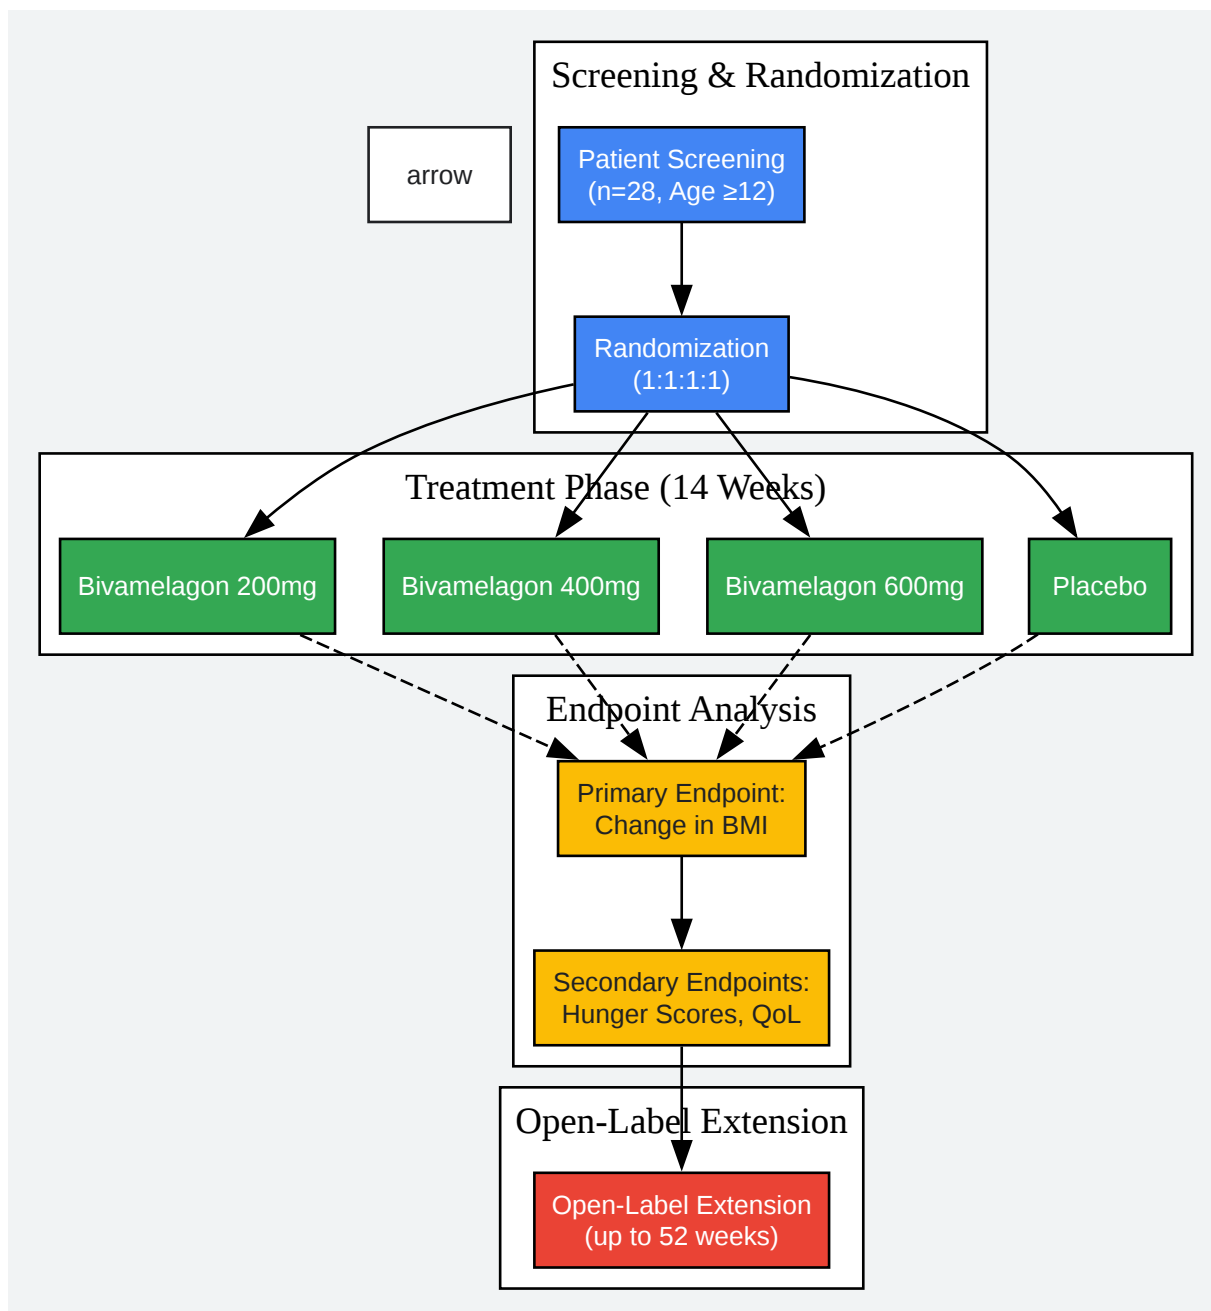 Screening & Randomization
arrow
Patient Screening
(n=28, Age ≥12)
Randomization
(1:1:1:1)
Treatment Phase (14 Weeks)
Bivamelagon 200mg
Bivamelagon 400mg
Bivamelagon 600mg
Placebo
Endpoint Analysis
Primary Endpoint:
Change in BMI
Secondary Endpoints:
Hunger Scores, QoL
Open-Label Extension
Open-Label Extension
(up to 52 weeks)